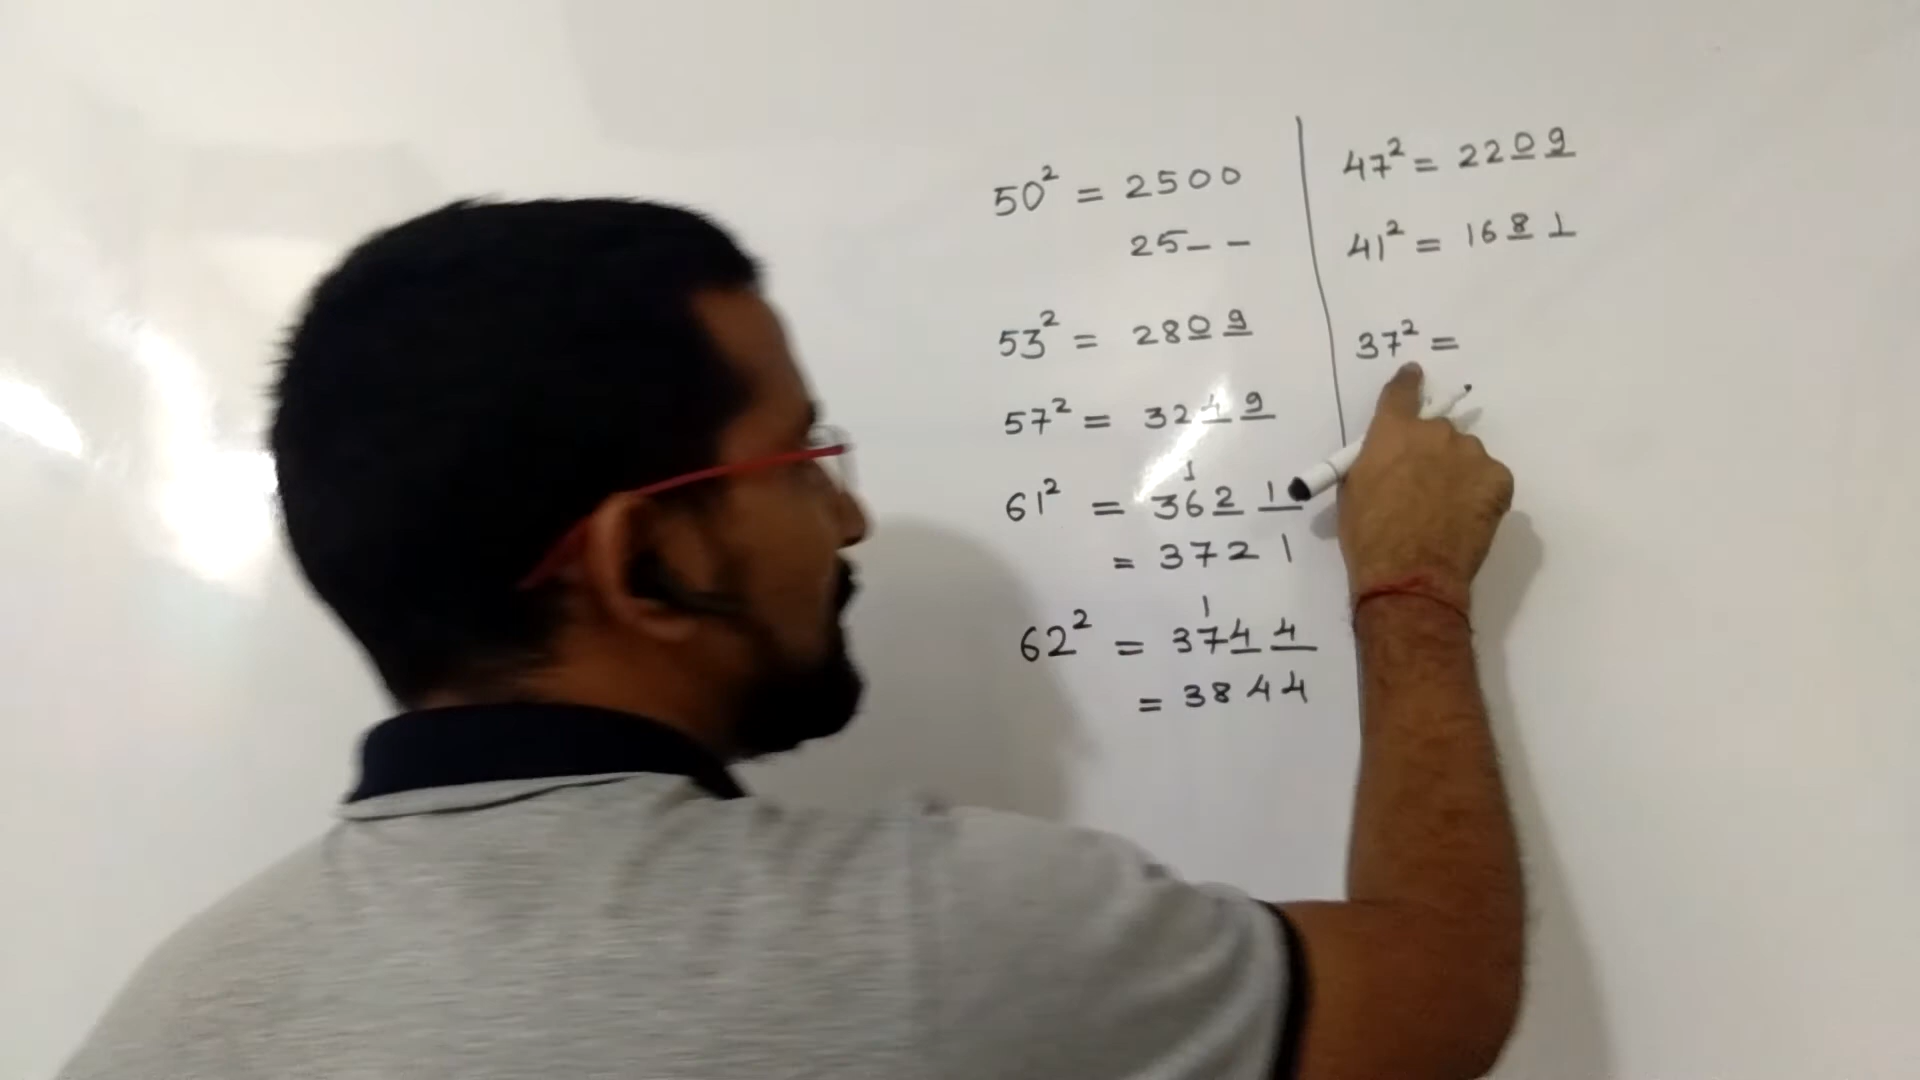 50² = 2500
25– –
53² = 2809
57² = 3249
1
61² = 3621
= 3721
1
62² = 3744
= 3844
47² = 2209
41² = 1681
37² =